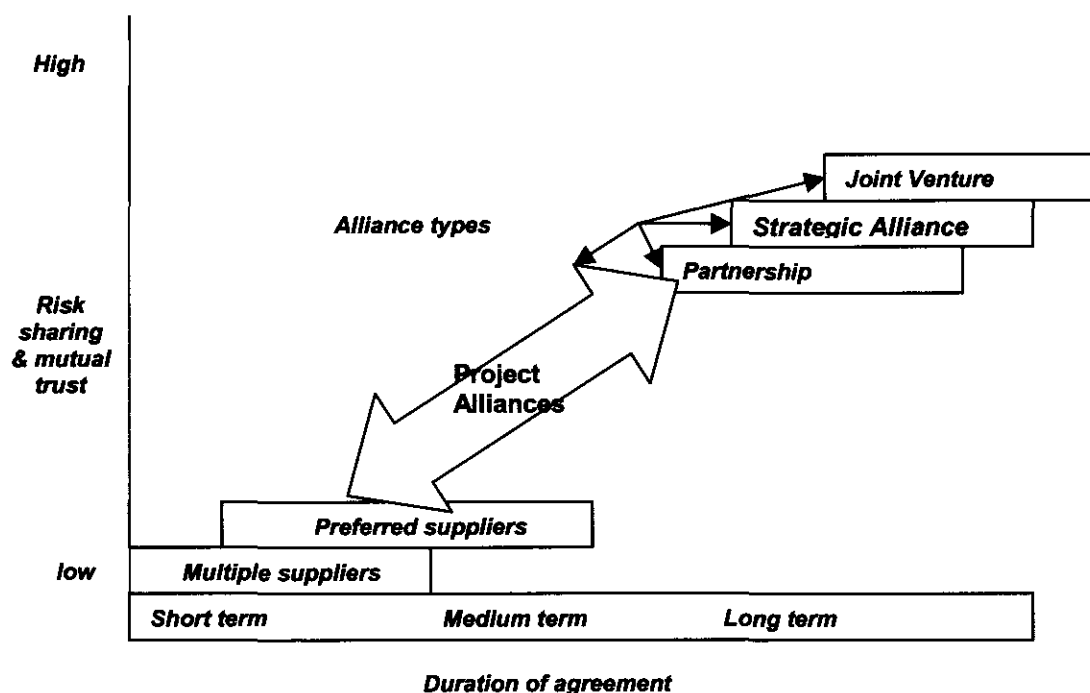 High
Joint Venture
Alliance types
Strategic Alliance
Partnership
Risk
sharing
& mutual
trust
Project
Alliances
Preferred suppliers
low
Multiple suppliers
Short term
Medium term
Long term
Duration of agreement